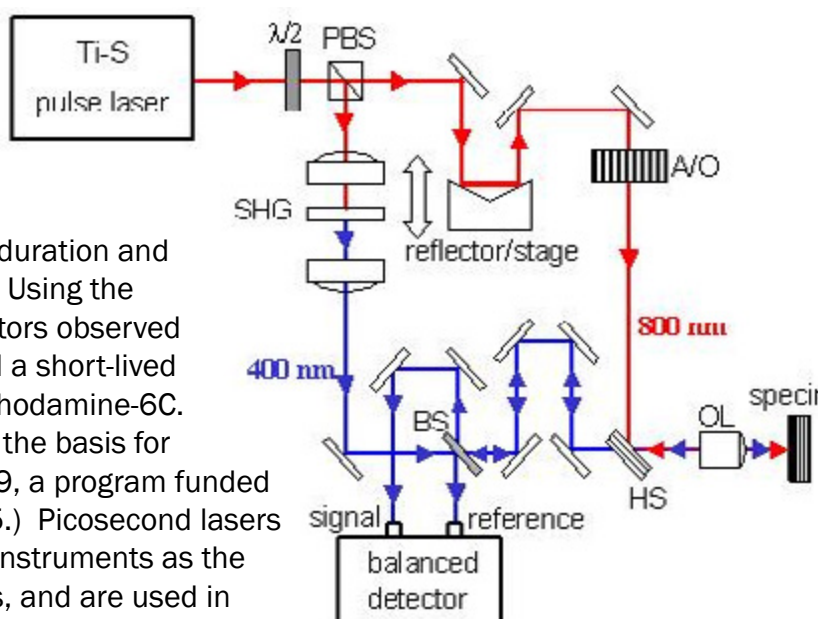 Ti-S
pulse laser
λ/2
PBS
A/O
SHG
reflector/stage
duration and
Using the
tors observed
a short-lived
hodamine-6C.
the basis for
9, a program funded
.) Picosecond lasers
nstruments as the
s, and are used in
800 nm
400 nm
BS
OL
HS
signal
reference
balanced
detector